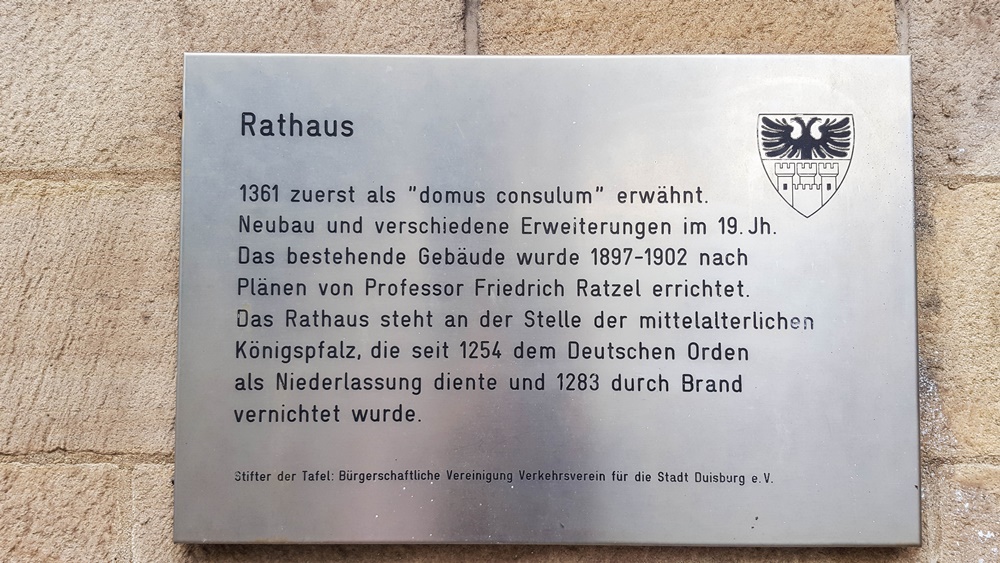 Rathaus
1361 zuerst als "domus consulum" erwähnt.
Neubau und verschiedene Erweiterungen im 19. Jh.
Das bestehende Gebäude wurde 1897-1902 nach
Plänen von Professor Friedrich Ratzel errichtet.
Das Rathaus steht an der Stelle der mittelalterlichen
Königspfalz, die seit 1254 dem Deutschen Orden
als Niederlassung diente und 1283 durch Brand
vernichtet wurde.
Stifter der Tafel: Bürgerschaftliche Vereinigung Verkehrsverein für die Stadt Duisburg e.V.